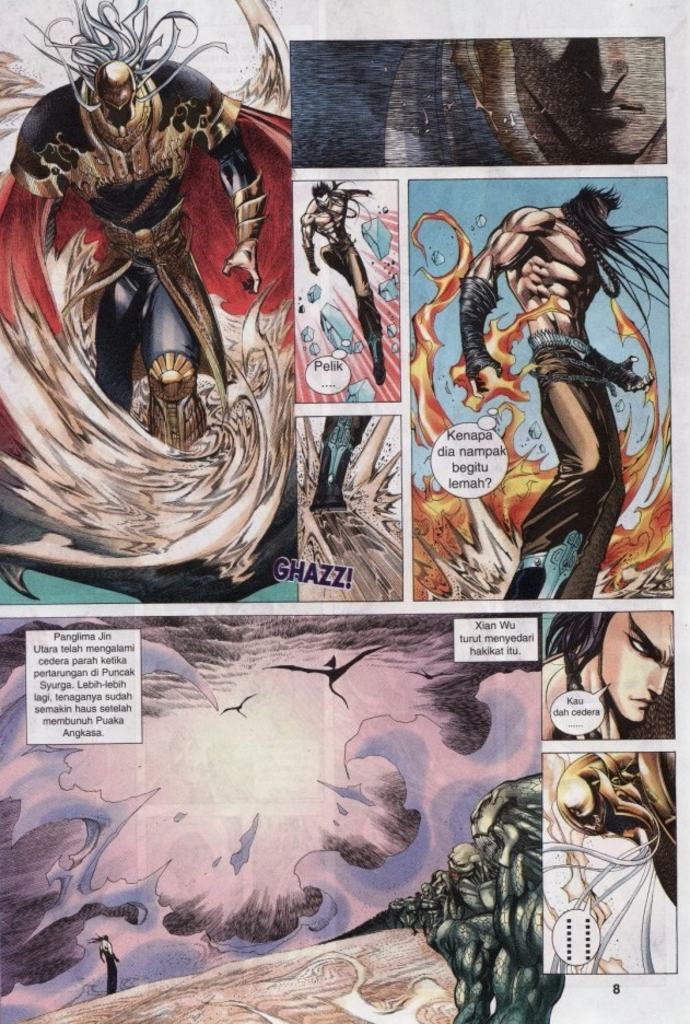 Pelik
....
Kenapa
dia nampak
begitu
lemah?
GHAZZ!
Panglima Jin
Utara telah mengalami
cedera parah ketika
pertarungan di Puncak
Syurga. Lebih-lebih
lagi, tenaganya sudah
semakin haus setelah
membunuh Puaka
Angkasa.
Xian Wu
turut menyedari
hakikat itu.
Kau
dah cedera
......
8